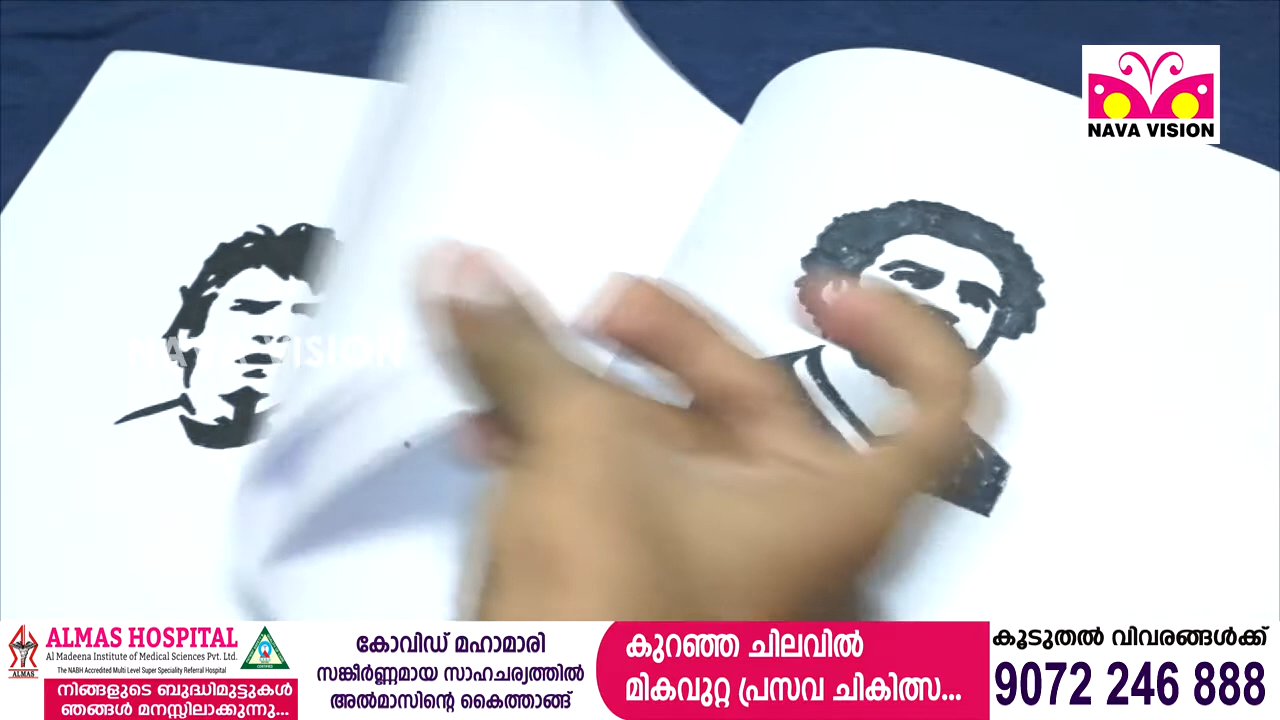 NAVA VISION
NAVA VISION
ALMAS HOSPITAL
Al Madeena Institute of Medical Sciences Pvt. Ltd.
The NABH Accredited Multi Level Super Speciality Referral Hospital
ALMAS
നിങ്ങളുടെ ബുദ്ധിമുട്ടുകൾ
ഞങ്ങൾ മനസ്സിലാക്കുന്നു...
കോവിഡ് മഹാമാരി
സങ്കീർണ്ണമായ സാഹചര്യത്തിൽ
അൽമാസിന്റെ കൈത്താങ്ങ്
കുറഞ്ഞ ചിലവിൽ
മികവുറ്റ പ്രസവ ചികിത്സ...
കൂടുതൽ വിവരങ്ങൾക്ക്
9072 246 888